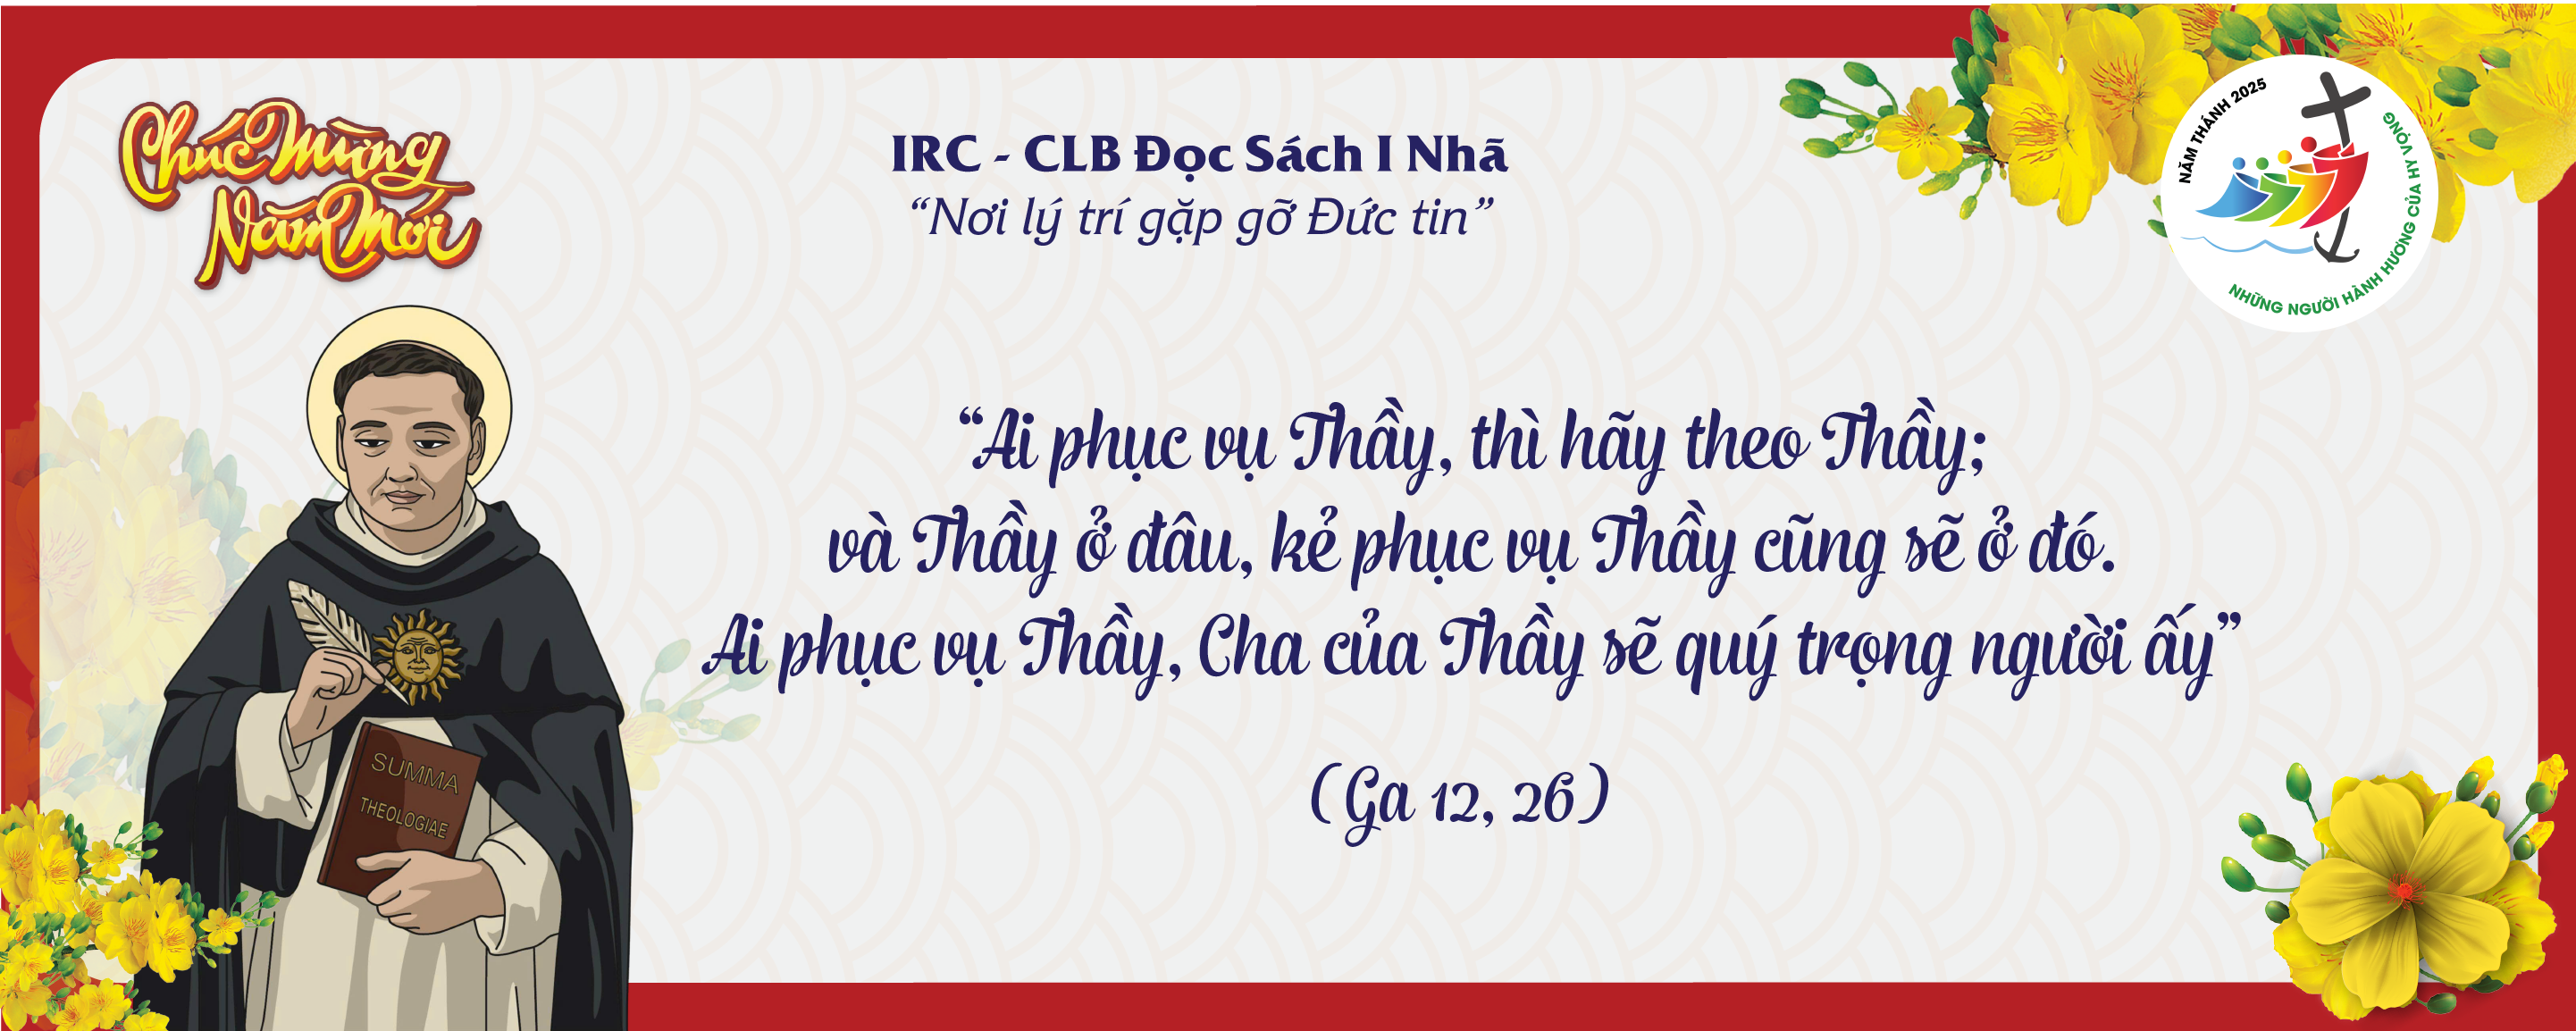 Chúc Mừng
Năm Mới
IRC - CLB Đọc Sách I Nhã
“Nơi lý trí gặp gỡ Đức tin”
NĂM THÁNH 2025
NHỮNG NGƯỜI HÀNH HƯƠNG CỦA HY VỌNG
“Ai phục vụ Thầy, thì hãy theo Thầy;
và Thầy ở đâu, kẻ phục vụ Thầy cũng sẽ ở đó.
Ai phục vụ Thầy, Cha của Thầy sẽ quý trọng người ấy”
(Ga 12, 26)
SUMMA
THEOLOGIAE